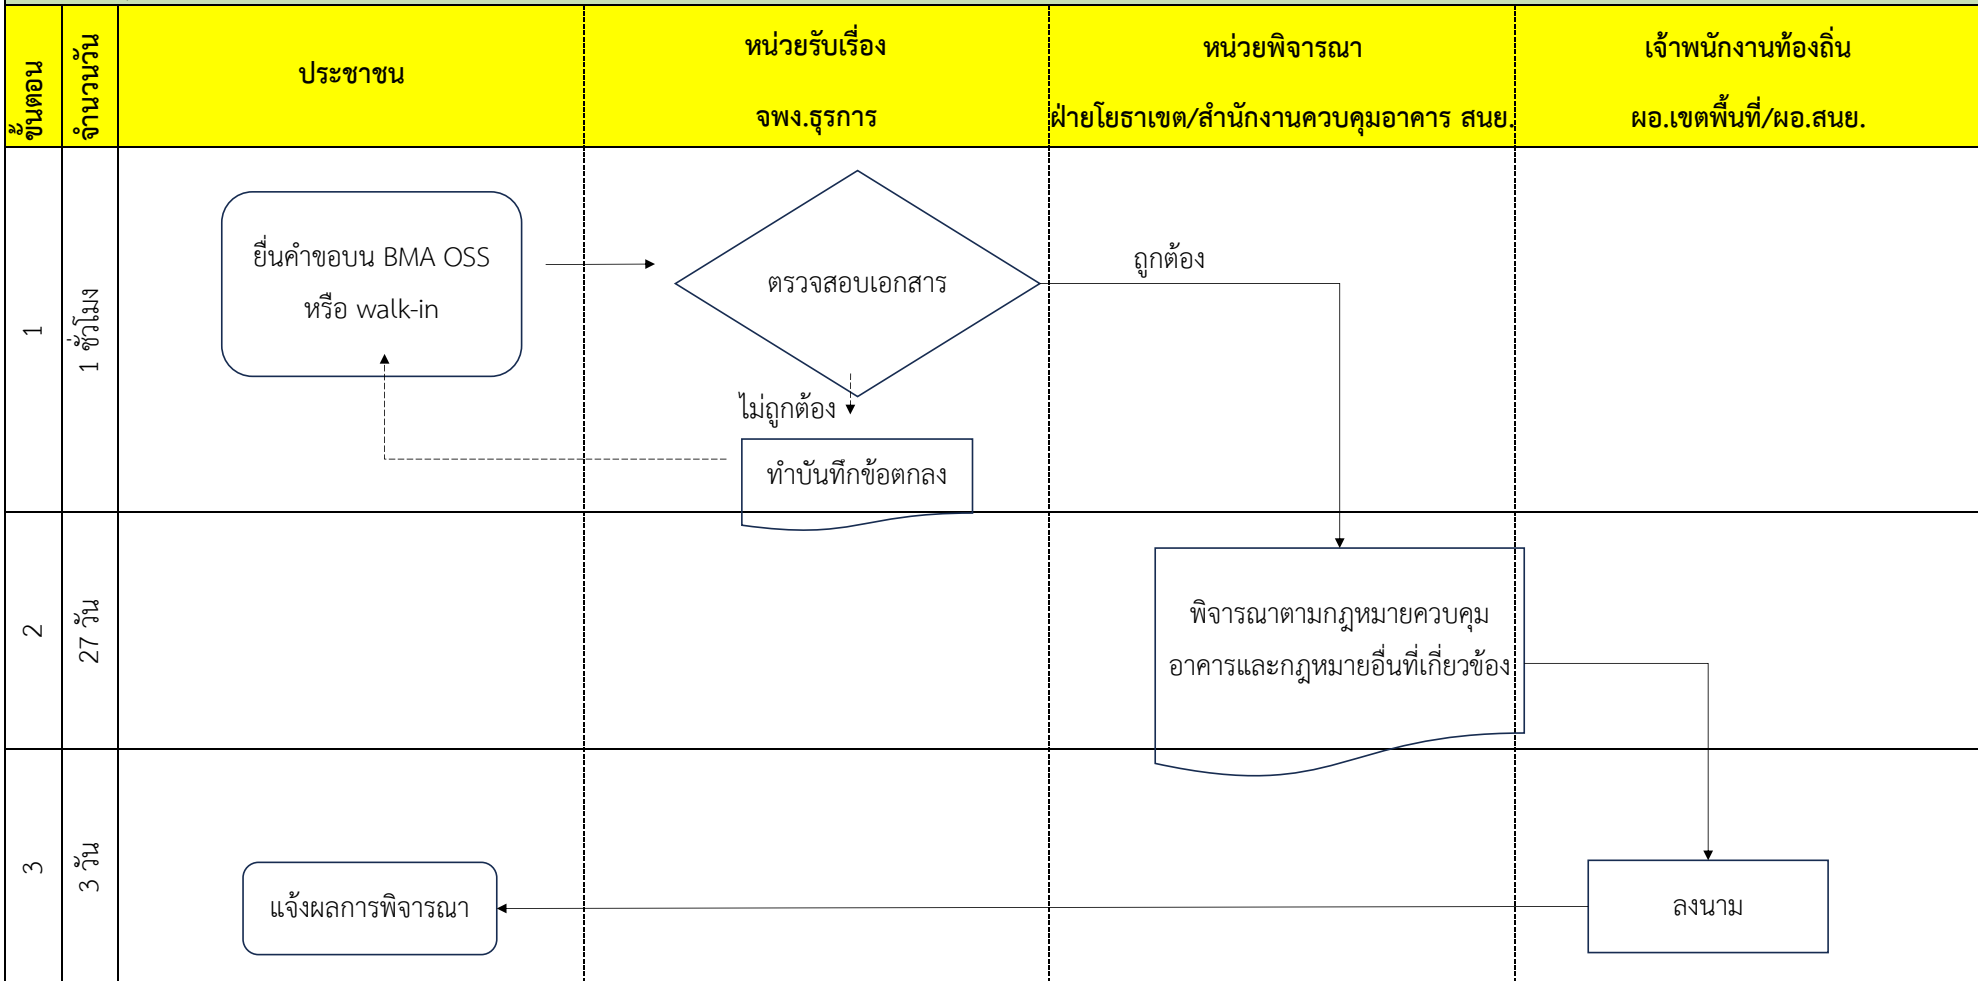 ขั้นตอน
จำนวนวัน
ประชาชน
หน่วยรับเรื่อง
จพง.ธุรการ
หน่วยพิจารณา
ฝ่ายโยธาเขต/สำนักงานควบคุมอาคาร สนย.
เจ้าพนักงานท้องถิ่น
ผอ.เขตพื้นที่/ผอ.สนย.
1
1 ชั่วโมง
ยื่นคำขอบน BMA OSS
หรือ walk-in
ตรวจสอบเอกสาร
ถูกต้อง
ไม่ถูกต้อง
ทำบันทึกข้อตกลง
2
27 วัน
พิจารณาตามกฎหมายควบคุม
อาคารและกฎหมายอื่นที่เกี่ยวข้อง
3
3 วัน
แจ้งผลการพิจารณา
ลงนาม